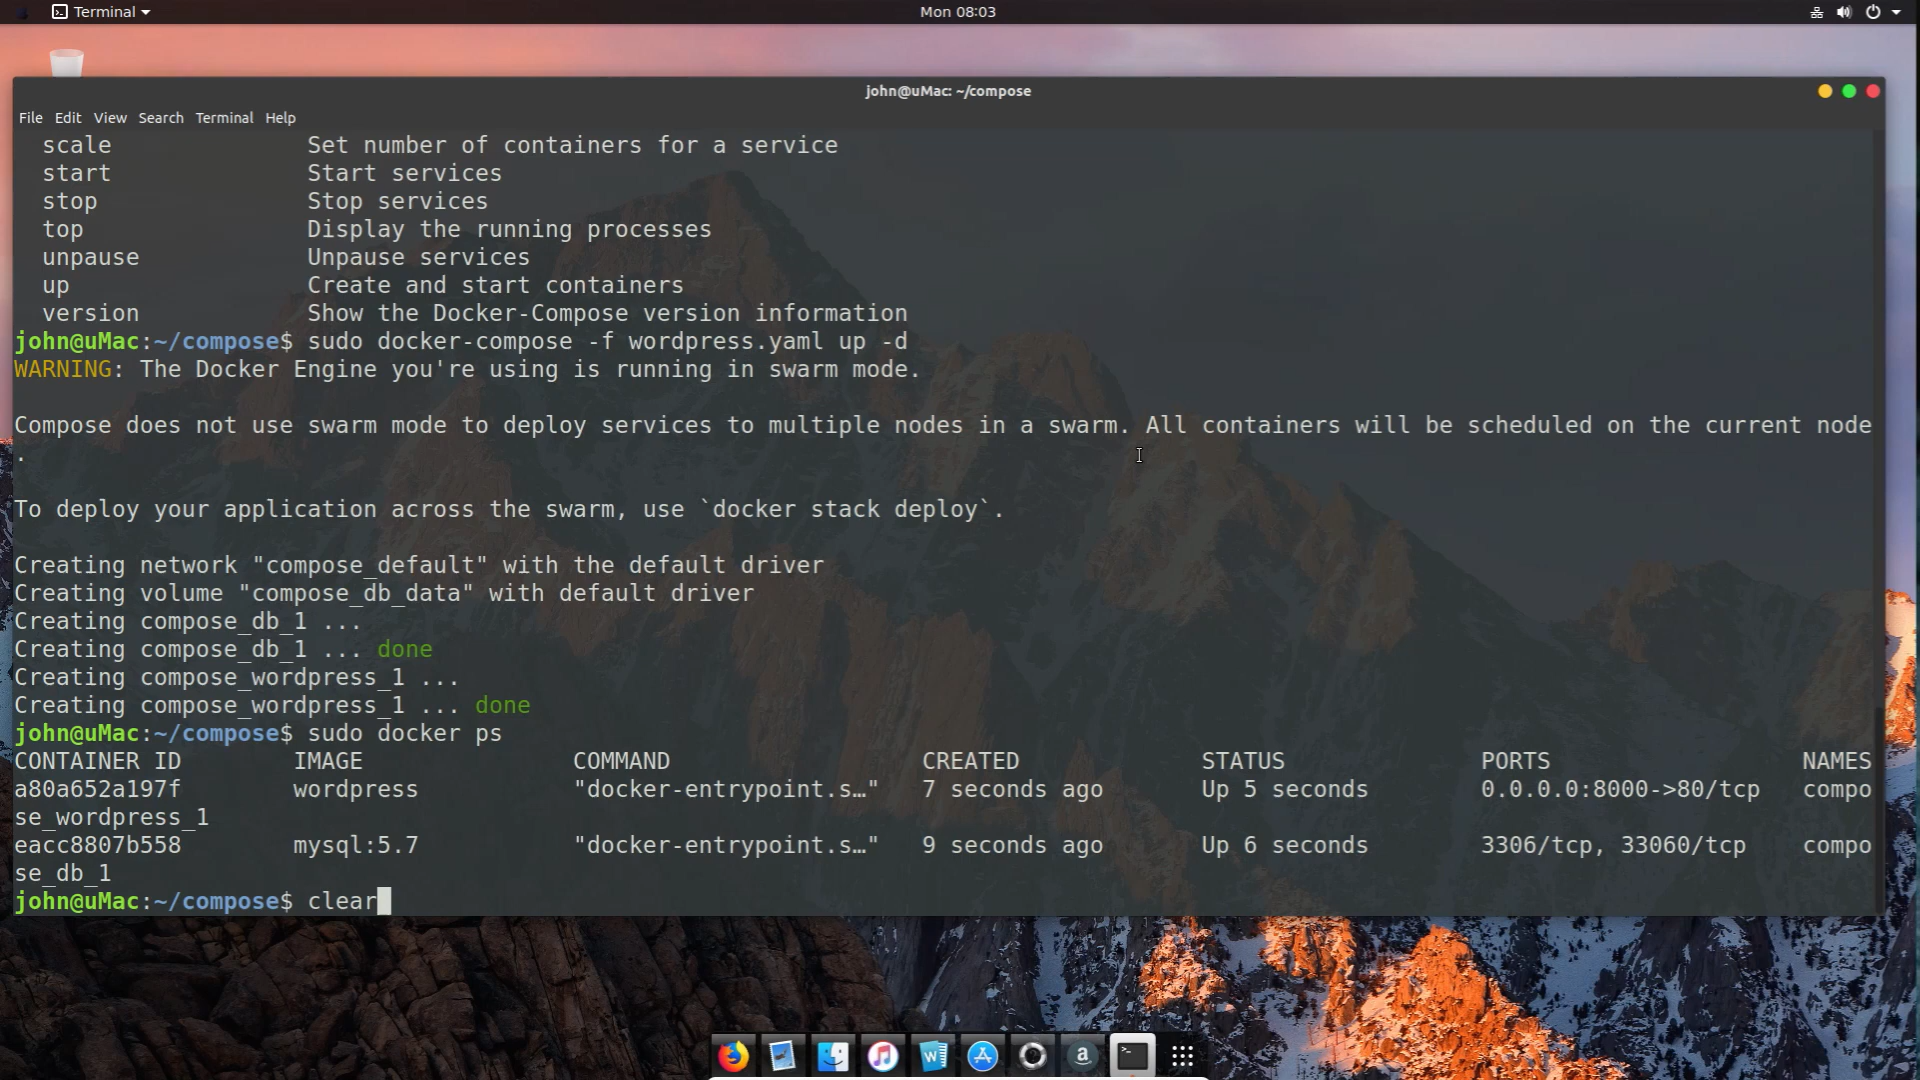 Terminal
Mon 08:03
john@uMac: ~/compose
File Edit View Search Terminal Help
scale Set number of containers for a service
start Start services
stop Stop services
top Display the running processes
unpause Unpause services
up Create and start containers
version Show the Docker-Compose version information
john@uMac:~/compose$ sudo docker-compose -f wordpress.yaml up -d
WARNING: The Docker Engine you're using is running in swarm mode.
Compose does not use swarm mode to deploy services to multiple nodes in a swarm. All containers will be scheduled on the current node
.
To deploy your application across the swarm, use `docker stack deploy`.
Creating network "compose_default" with the default driver
Creating volume "compose_db_data" with default driver
Creating compose_db_1 ...
Creating compose_db_1 ... done
Creating compose_wordpress_1 ...
Creating compose_wordpress_1 ... done
john@uMac:~/compose$ sudo docker ps
CONTAINER ID IMAGE COMMAND CREATED STATUS PORTS NAMES
a80a652a197f wordpress "docker-entrypoint.s…" 7 seconds ago Up 5 seconds 0.0.0.0:8000->80/tcp compo
se_wordpress_1
eacc8807b558 mysql:5.7 "docker-entrypoint.s…" 9 seconds ago Up 6 seconds 3306/tcp, 33060/tcp compo
se_db_1
john@uMac:~/compose$ clear